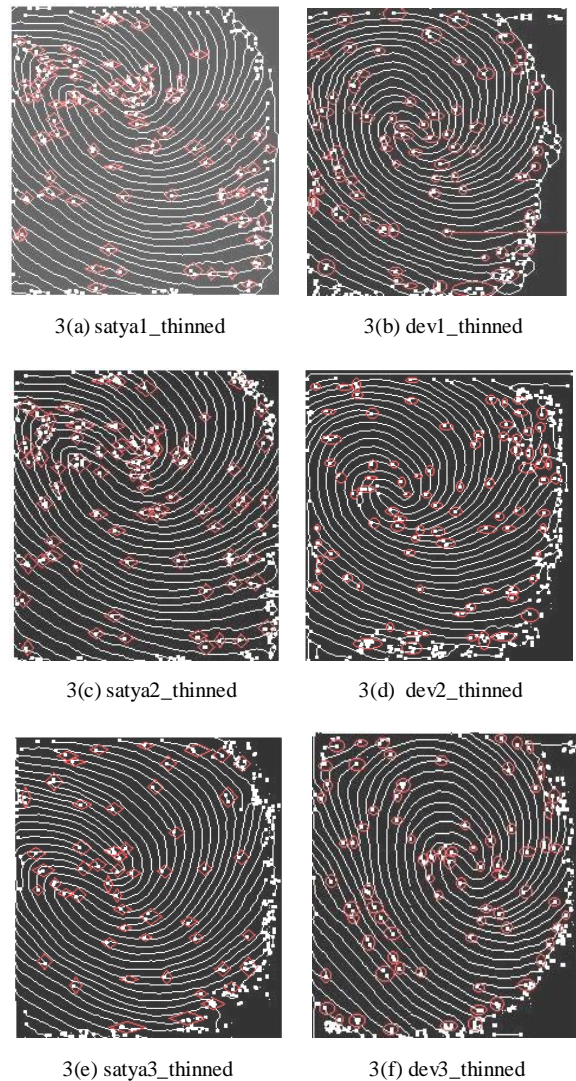 3(a) satya1_thinned
3(b) dev1_thinned
3(c) satya2_thinned
3(d) dev2_thinned
3(e) satya3_thinned
3(f) dev3_thinned